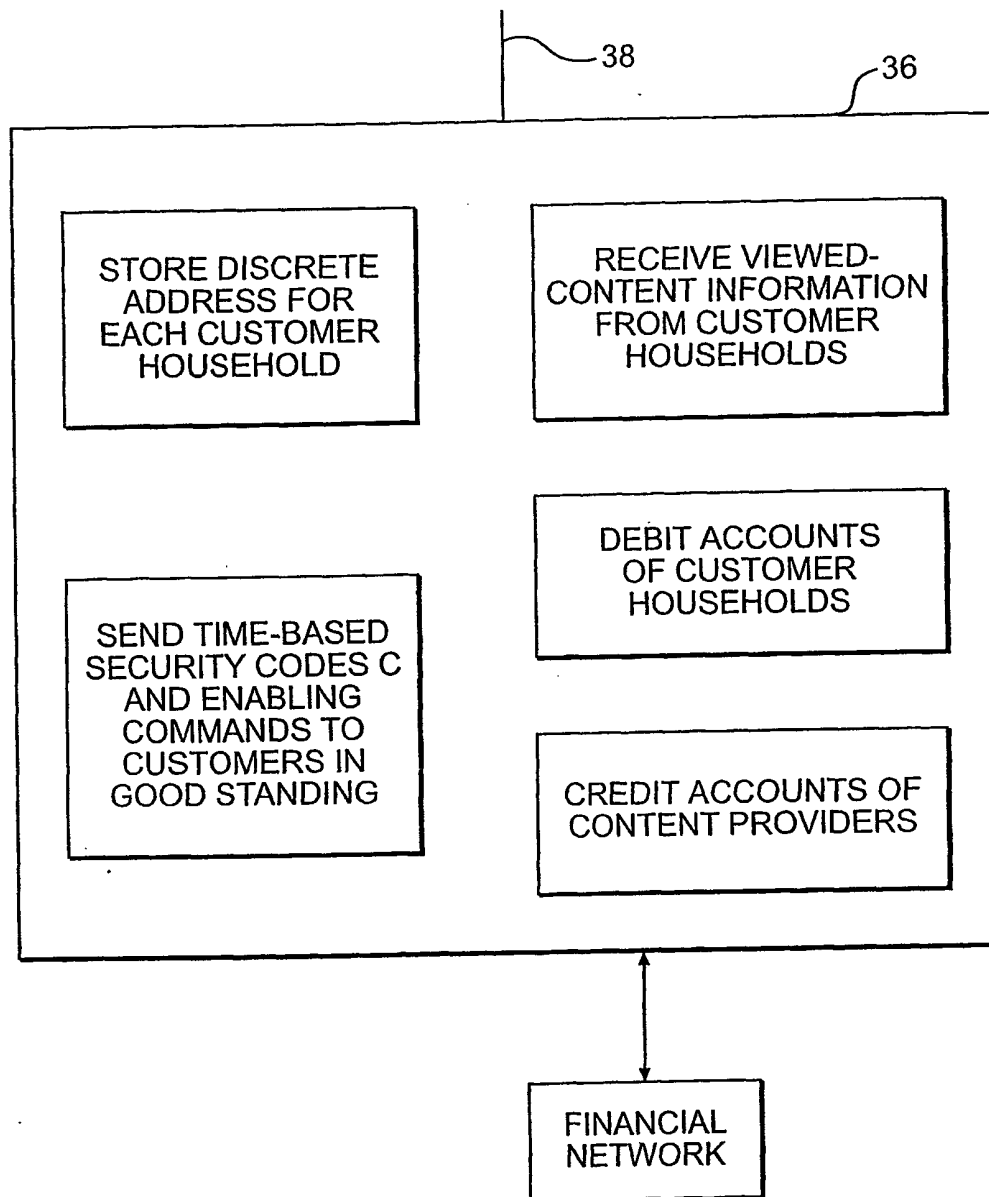 38
36
STORE DISCRETE
ADDRESS FOR
EACH CUSTOMER
HOUSEHOLD
RECEIVE VIEWED-
CONTENT INFORMATION
FROM CUSTOMER
HOUSEHOLDS
DEBIT ACCOUNTS
OF CUSTOMER
HOUSEHOLDS
SEND TIME-BASED
SECURITY CODES C
AND ENABLING
COMMANDS TO
CUSTOMERS IN
GOOD STANDING
CREDIT ACCOUNTS OF
CONTENT PROVIDERS
FINANCIAL
NETWORK